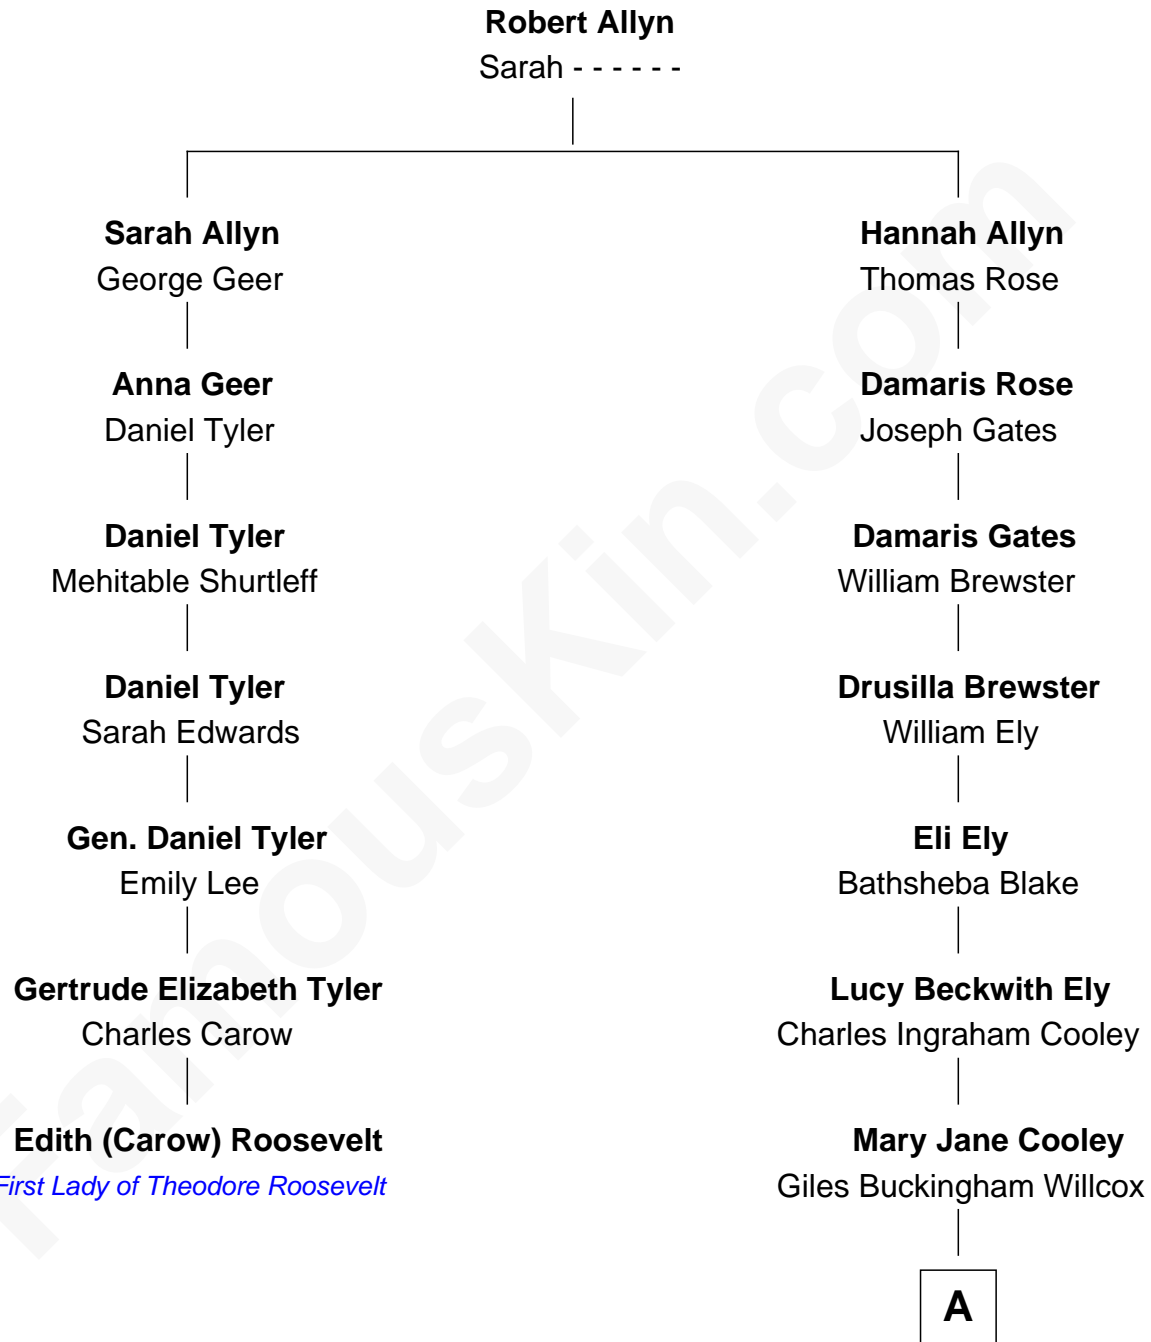 Robert Allyn
Sarah - - - - - -
Sarah Allyn
George Geer
Hannah Allyn
Thomas Rose
Anna Geer
Daniel Tyler
Damaris Rose
Joseph Gates
Daniel Tyler
Mehitable Shurtleff
Damaris Gates
William Brewster
Daniel Tyler
Sarah Edwards
Drusilla Brewster
William Ely
Gen. Daniel Tyler
Emily Lee
Eli Ely
Bathsheba Blake
Gertrude Elizabeth Tyler
Charles Carow
Lucy Beckwith Ely
Charles Ingraham Cooley
Edith (Carow) Roosevelt
First Lady of Theodore Roosevelt
Mary Jane Cooley
Giles Buckingham Willcox
A
FamousKin.com